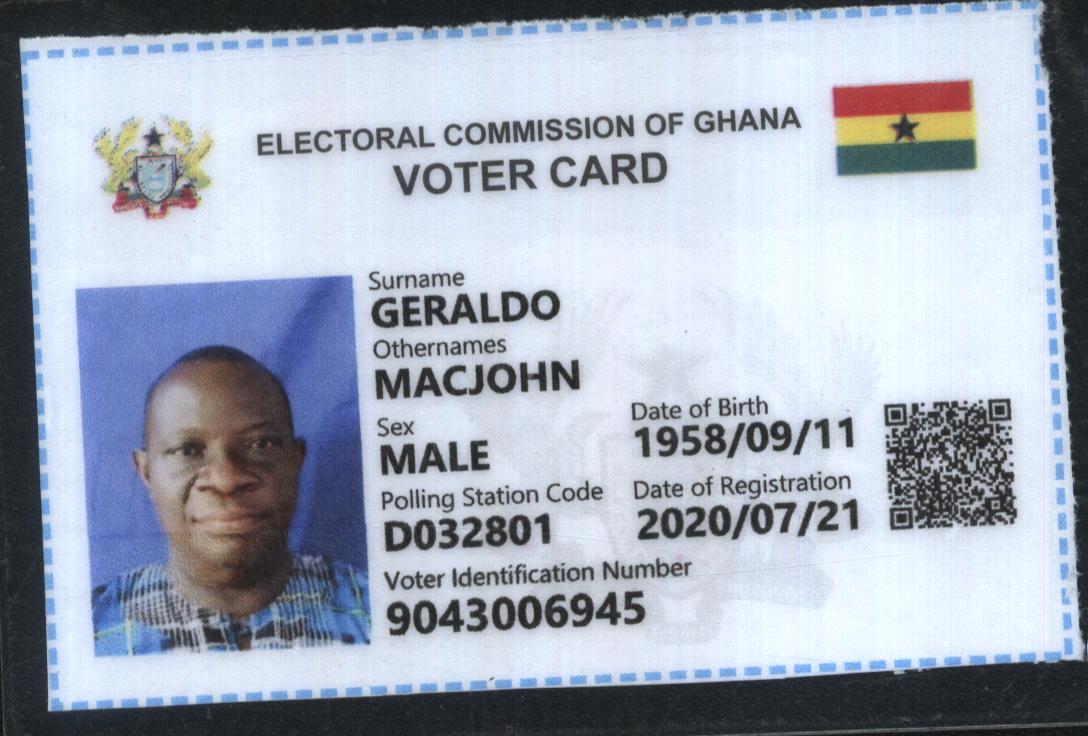 ELECTORAL COMMISSION OF GHANA
VOTER CARD
Surname
GERALDO
Othernames
MACJOHN
Sex
MALE
Date of Birth
1958/09/11
Polling Station Code
D032801
Date of Registration
2020/07/21
Voter Identification Number
9043006945